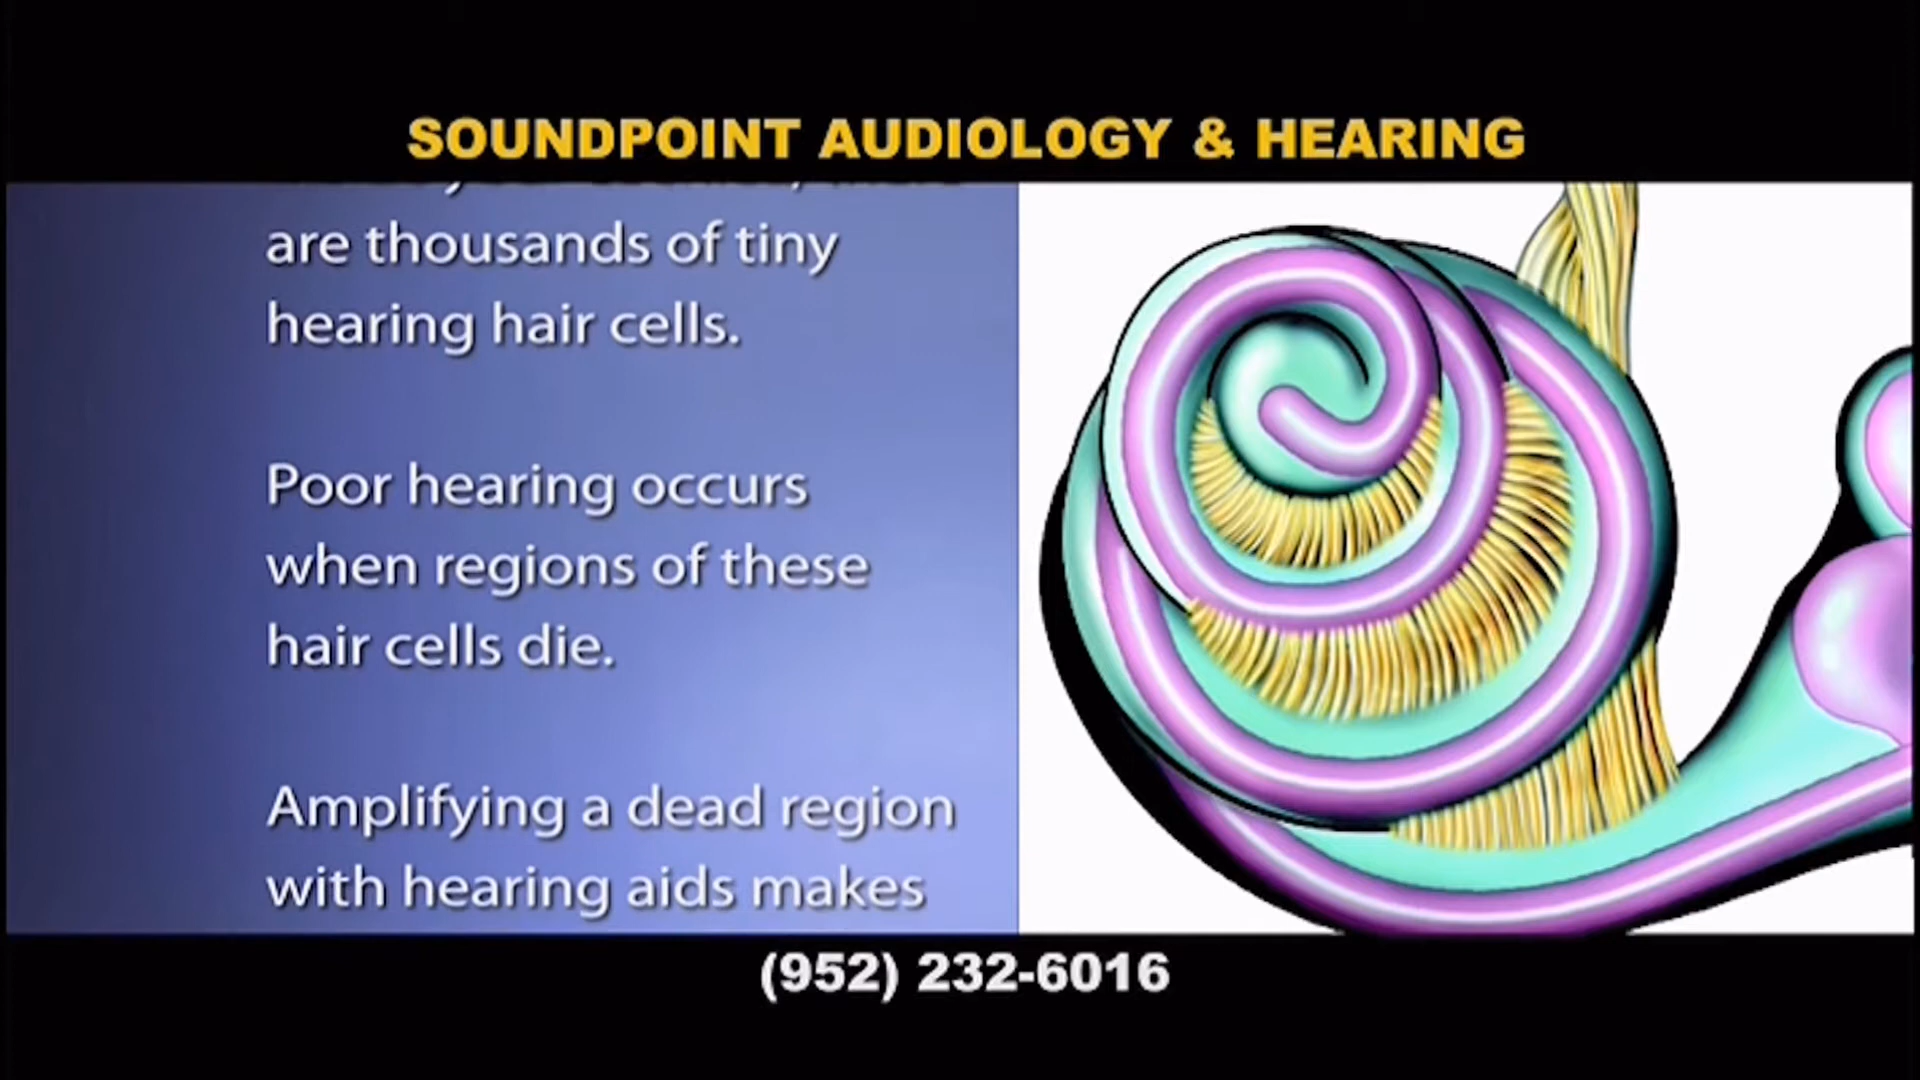 SOUNDPOINT AUDIOLOGY & HEARING
are thousands of tiny
hearing hair cells.
Poor hearing occurs
when regions of these
hair cells die.
Amplifying a dead region
with hearing aids makes
(952) 232-6016